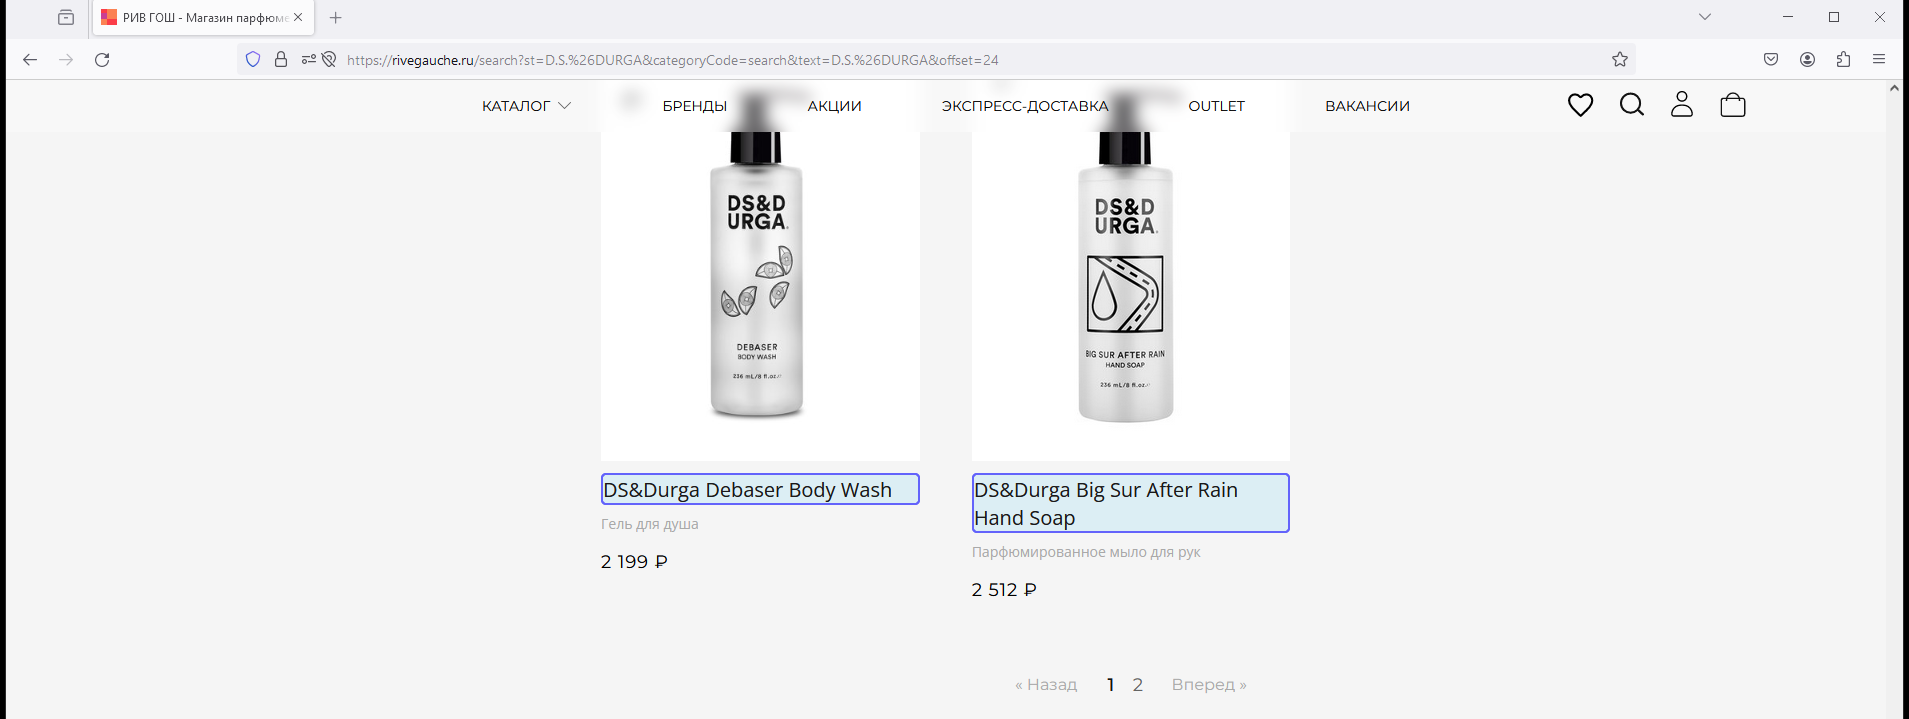 РИВ ГОШ - Магазин парфюме
https://rivegauche.ru/search?st=D.S.%26DURGA&categoryCode=search&text=D.S.%26DURGA&offset=24
КАТАЛОГ БРЕНДЫ АКЦИИ ЭКСПРЕСС-ДОСТАВКА OUTLET ВАКАНСИИ
DS&D
URGA.
DEBASER
BODY WASH
236 mL/8 fl.oz.
DS&D
URGA.
BIG SUR AFTER RAIN
HAND SOAP
236 mL/8 fl.oz.
DS&Durga Debaser Body Wash
Гель для душа
2 199 ₽
DS&Durga Big Sur After Rain
Hand Soap
Парфюмированное мыло для рук
2 512 ₽
« Назад 1 2 Вперед »